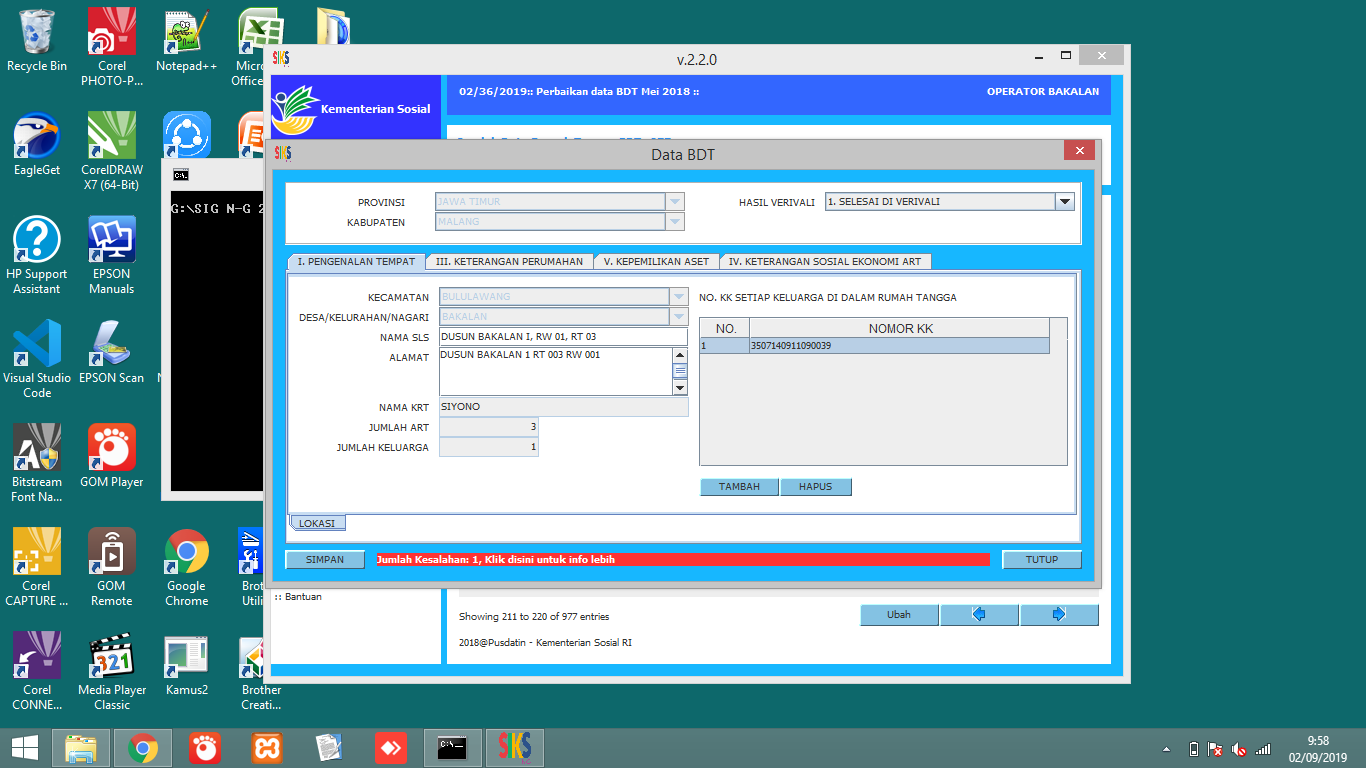 Recycle Bin
Corel
PHOTO-P...
Notepad++
Micro
Office
EagleGet
CorelDRAW
X7 (64-Bit)
HP Support
Assistant
EPSON
Manuals
Visual Studio
Code
EPSON Scan
Bitstream
Font Na...
GOM Player
Corel
CAPTURE ...
GOM
Remote
Google
Chrome
Brot
Utili
Corel
CONNE...
Media Player
Classic
Kamus2
Brother
Creati...
G:\SIG N-G 2
SIKS
v.2.2.0
Kementerian Sosial
02/36/2019:: Perbaikan data BDT Mei 2018 ::
OPERATOR BAKALAN
SIKS
Data BDT
PROVINSI
JAWA TIMUR
HASIL VERIVALI
1. SELESAI DI VERIVALI
KABUPATEN
MALANG
I. PENGENALAN TEMPAT
III. KETERANGAN PERUMAHAN
V. KEPEMILIKAN ASET
IV. KETERANGAN SOSIAL EKONOMI ART
KECAMATAN
BULULAWANG
DESA/KELURAHAN/NAGARI
BAKALAN
NAMA SLS
DUSUN BAKALAN I, RW 01, RT 03
ALAMAT
DUSUN BAKALAN 1 RT 003 RW 001
NAMA KRT
SIYONO
JUMLAH ART
3
JUMLAH KELUARGA
1
NO. KK SETIAP KELUARGA DI DALAM RUMAH TANGGA
NO.
NOMOR KK
1
3507140911090039
TAMBAH
HAPUS
LOKASI
SIMPAN
Jumlah Kesalahan: 1, Klik disini untuk info lebih
TUTUP
:: Bantuan
Showing 211 to 220 of 977 entries
Ubah
2018@Pusdatin - Kementerian Sosial RI
SIKS
9:58
02/09/2019